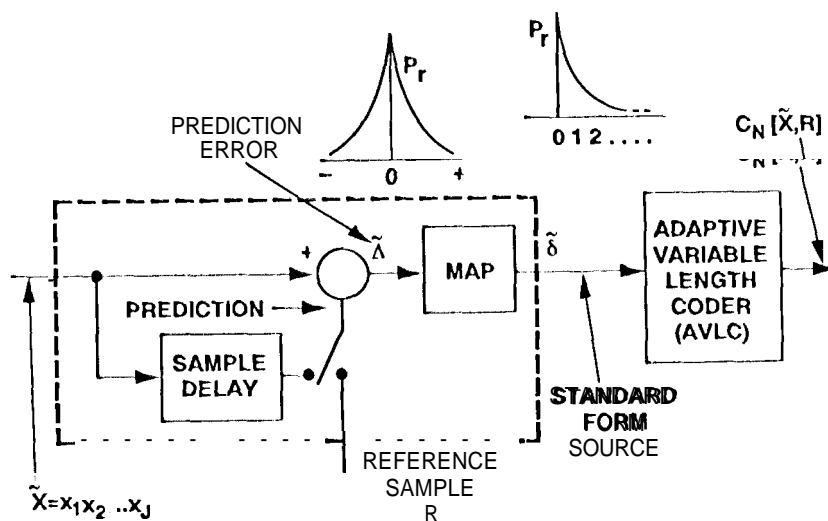 P_r
P_r
0 1 2 . . . .
− 0 +
C_N [X̃,R]
PREDICTION
ERROR
+
Δ̃
MAP
δ̃
ADAPTIVE
VARIABLE
LENGTH
CODER
(AVLC)
PREDICTION
SAMPLE
DELAY
STANDARD
FORM
SOURCE
REFERENCE
SAMPLE
R
X̃=x₁x₂ ..x_J